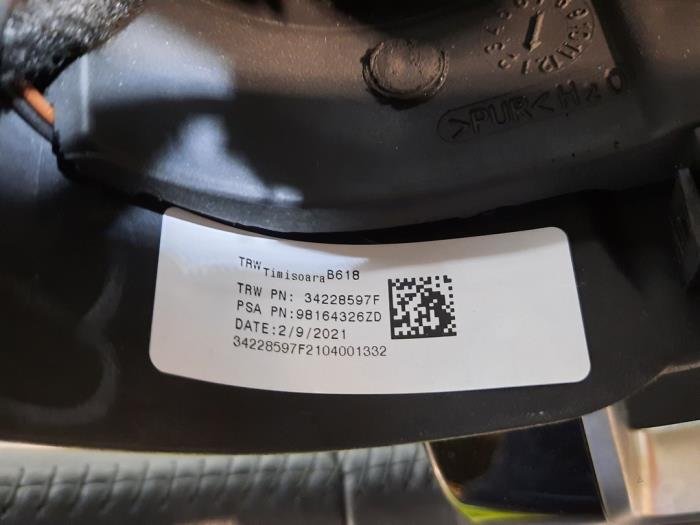 >PUR< H2O
TRW Timisoara B618
TRW PN: 34228597F
PSA PN:98164326ZD
DATE:2/9/2021
34228597F2104001332